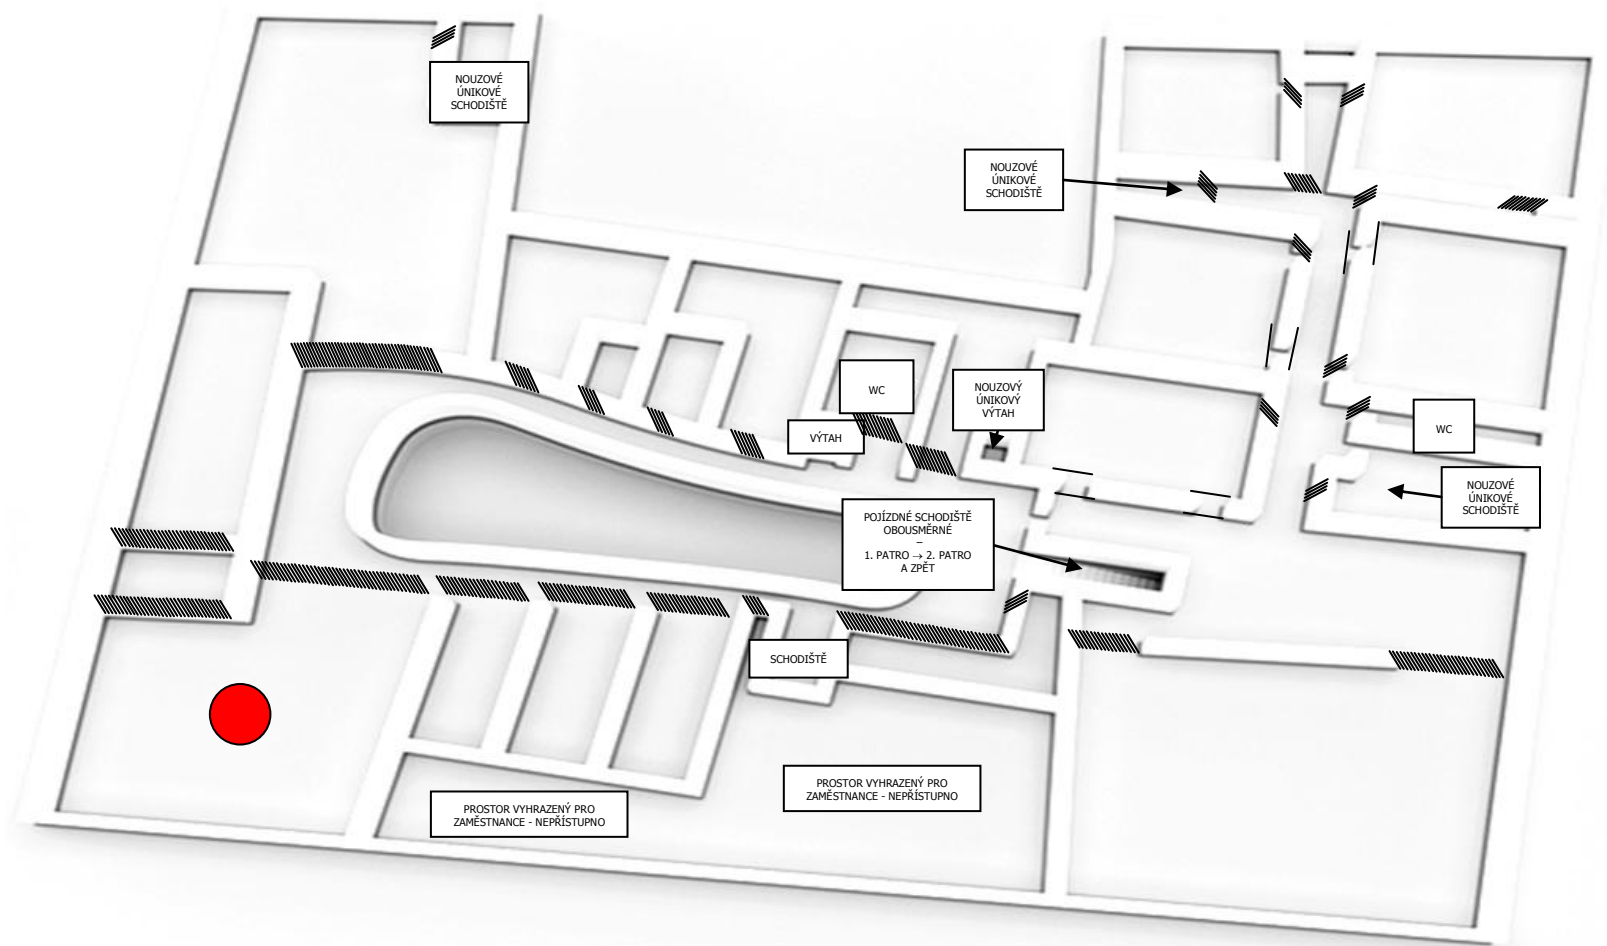 NOUZOVÉ
ÚNIKOVÉ
SCHODIŠTĚ
NOUZOVÉ
ÚNIKOVÉ
SCHODIŠTĚ
WC
NOUZOVÝ
ÚNIKOVÝ
VÝTAH
VÝTAH
WC
NOUZOVÉ
ÚNIKOVÉ
SCHODIŠTĚ
POJÍZDNÉ SCHODIŠTĚ
OBOUSMĚRNÉ
–
1. PATRO → 2. PATRO
A ZPĚT
SCHODIŠTĚ
PROSTOR VYHRAZENÝ PRO
ZAMĚSTNANCE - NEPŘÍSTUPNO
PROSTOR VYHRAZENÝ PRO
ZAMĚSTNANCE - NEPŘÍSTUPNO